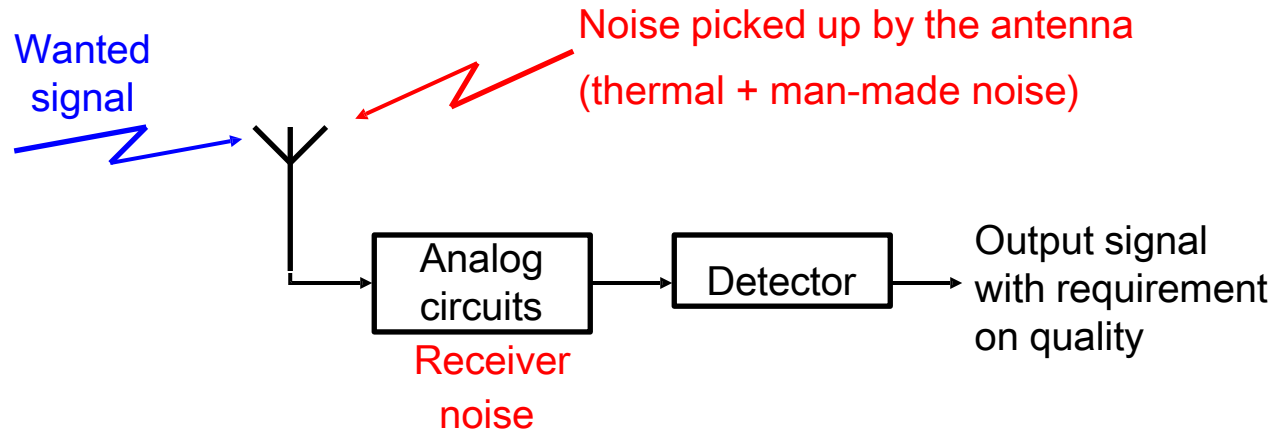 Wanted
signal
Noise picked up by the antenna
(thermal + man-made noise)
Analog
circuits
Receiver
noise
Detector
Output signal
with requirement
on quality